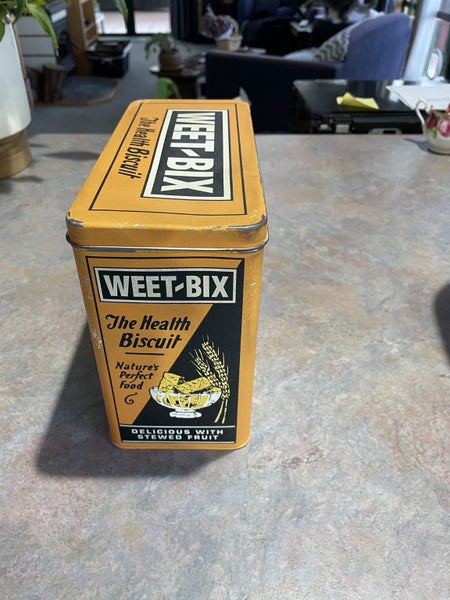 WEET-BIX
The Health Biscuit
WEET-BIX
The Health
Biscuit
Nature's
Perfect
Food
DELICIOUS WITH
STEWED FRUIT